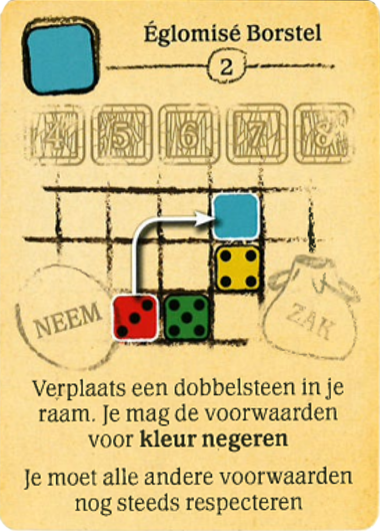 Églomisé Borstel
2
4 5 6 7 8
NEEM
ZAK
Verplaats een dobbelsteen in je
raam. Je mag de voorwaarden
voor kleur negeren
Je moet alle andere voorwaarden
nog steeds respecteren